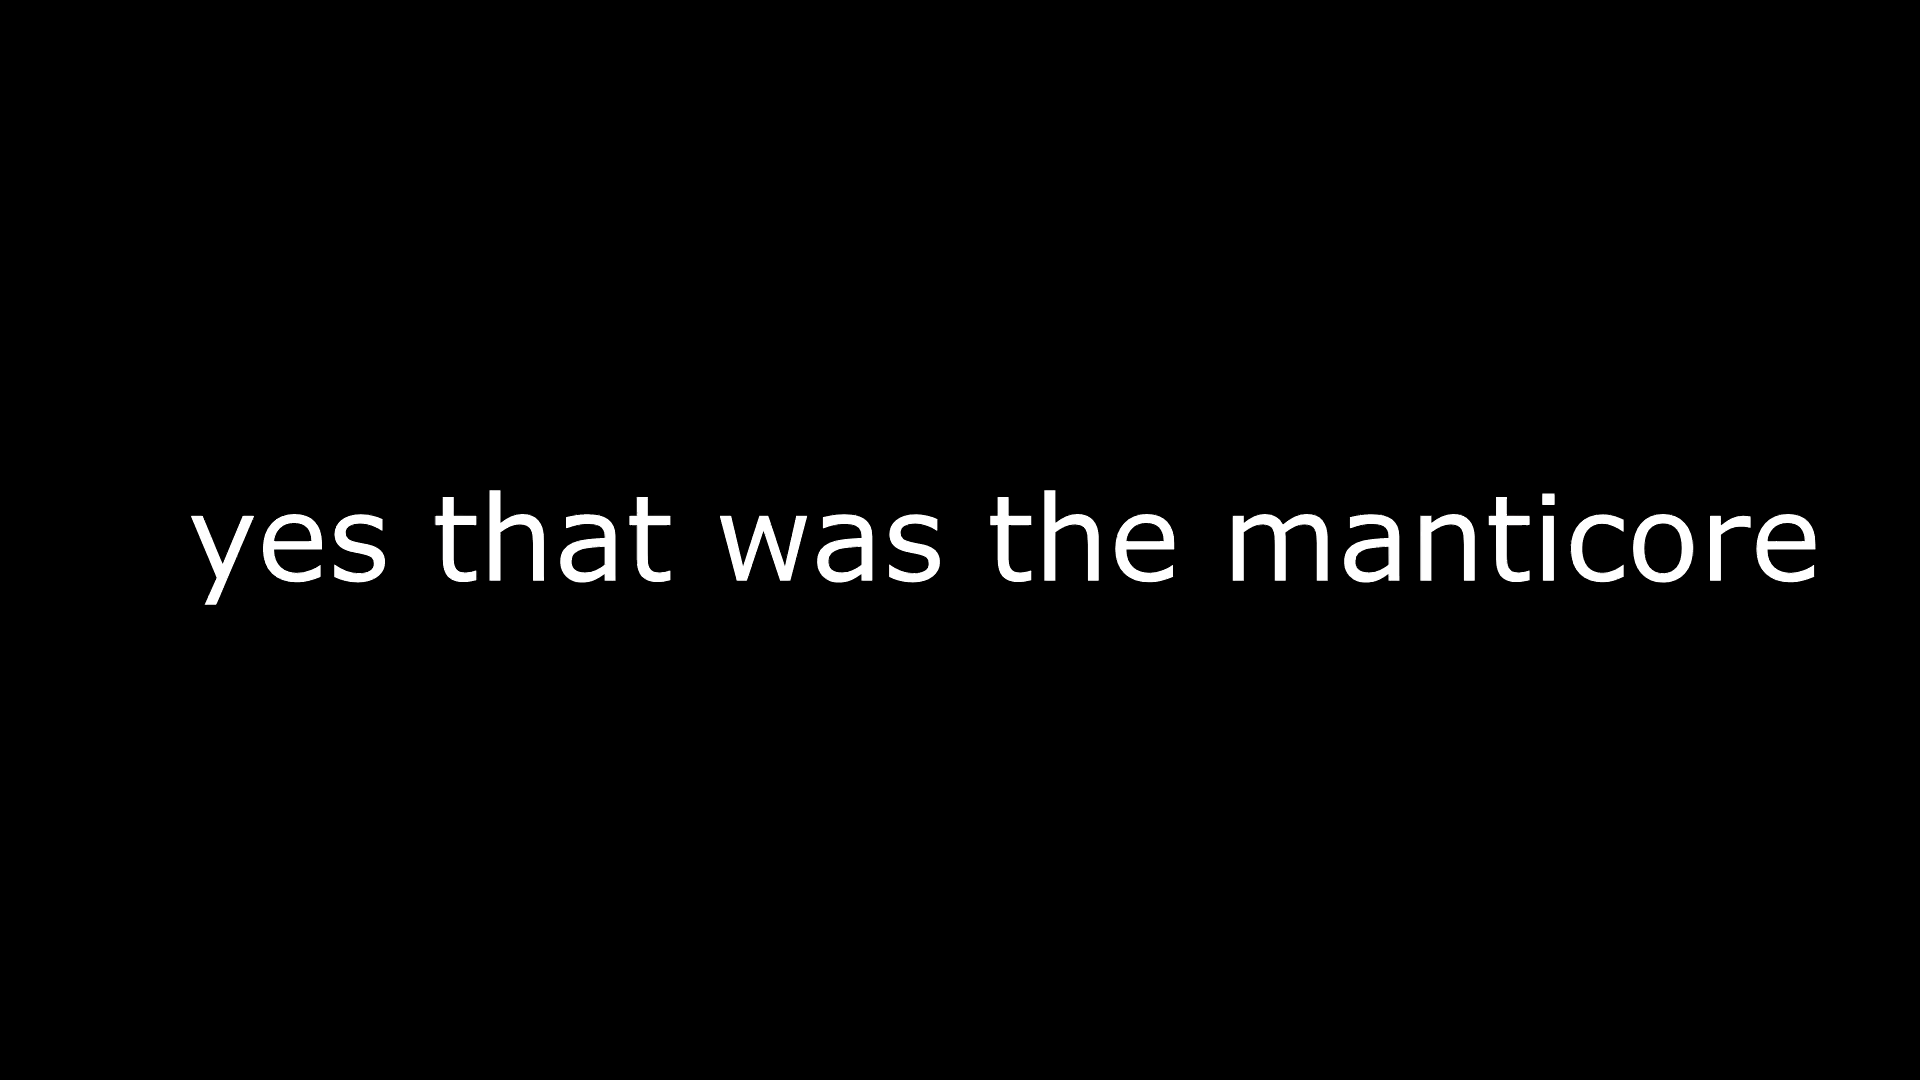 yes that was the manticore